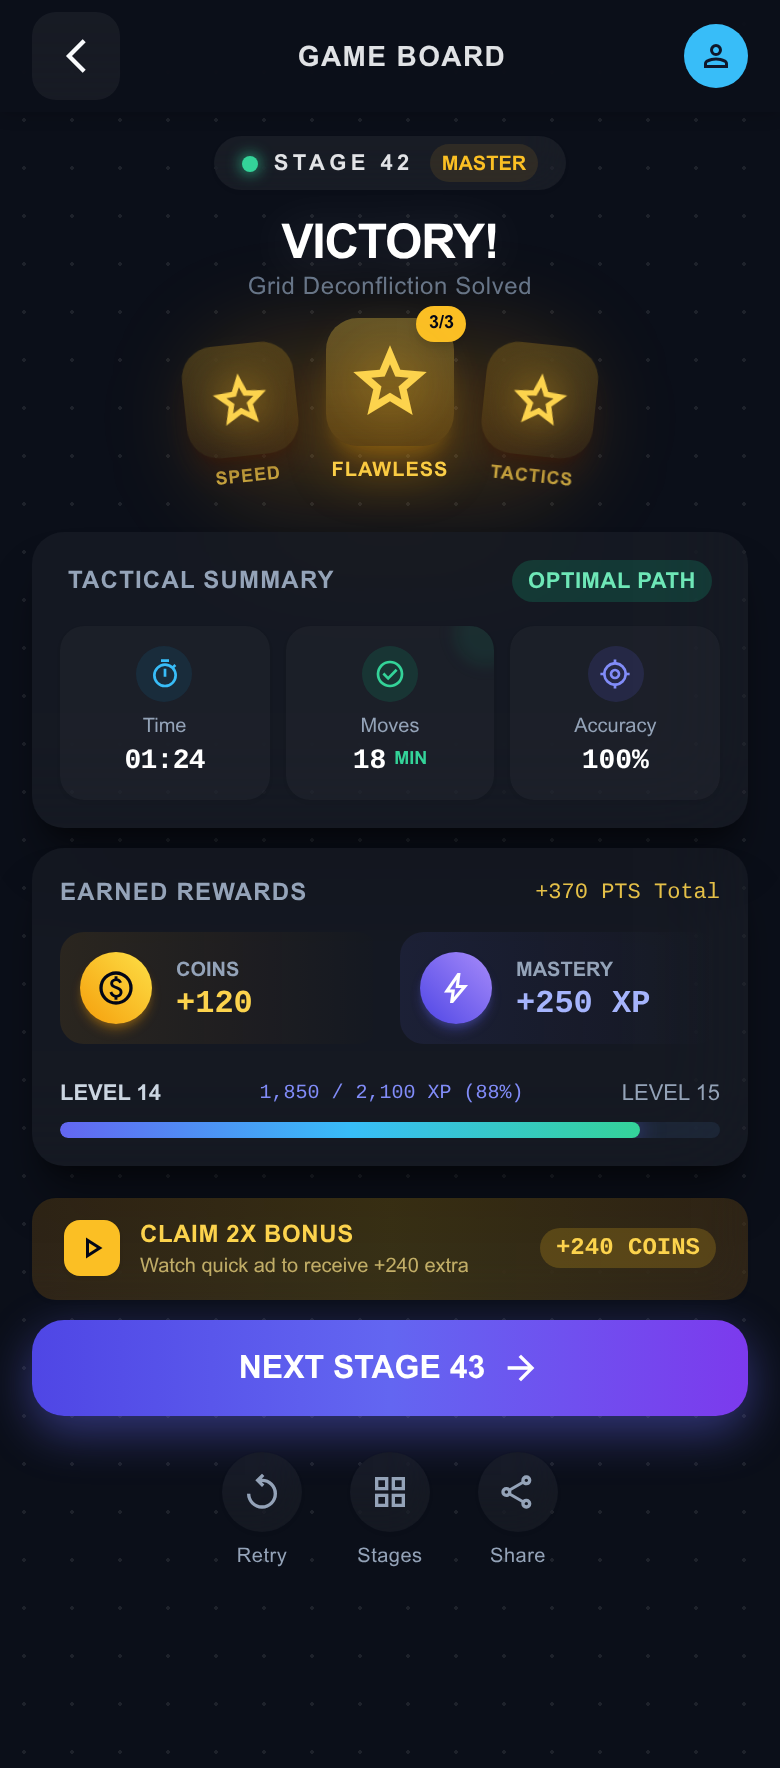 GAME BOARD
STAGE 42 MASTER
VICTORY!
Grid Deconfliction Solved
3/3
SPEED FLAWLESS TACTICS
TACTICAL SUMMARY OPTIMAL PATH
Time Moves Accuracy
01:24 18 MIN 100%
EARNED REWARDS +370 PTS Total
COINS MASTERY
+120 +250 XP
LEVEL 14 1,850 / 2,100 XP (88%) LEVEL 15
CLAIM 2X BONUS
Watch quick ad to receive +240 extra
+240 COINS
NEXT STAGE 43
Retry Stages Share